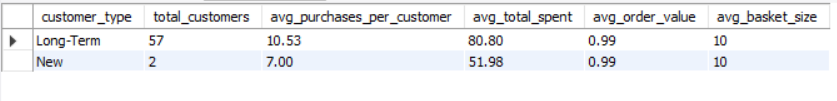 customer_type total_customers avg_purchases_per_customer avg_total_spent avg_order_value avg_basket_size
Long-Term 57 10.53 80.80 0.99 10
New 2 7.00 51.98 0.99 10